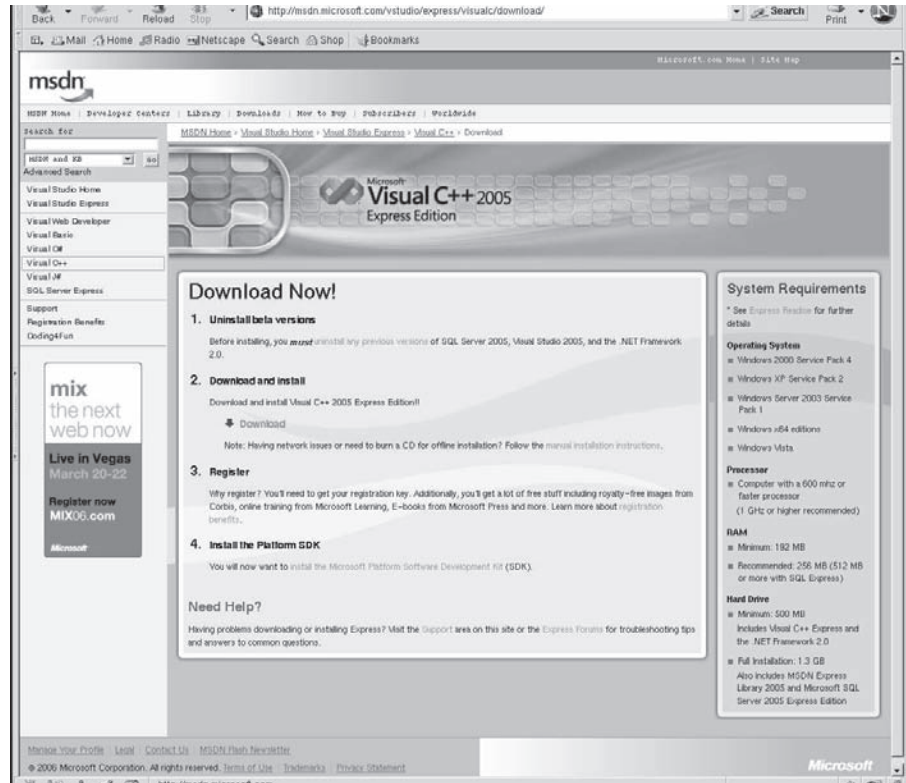 Back Forward Reload Stop http://msdn.microsoft.com/vstudio/express/visualc/download/ Search Print
Mail Home Radio Netscape Search Shop Bookmarks
Microsoft.com Home | Site Map
msdn
MSDN Home | Developer Centers | Library | Downloads | How to Buy | Subscribers | Worldwide
Search for
MSDN and KB Go
Advanced Search
Visual Studio Home
Visual Studio Express
Visual Web Developer
Visual Basic
Visual C#
Visual C++
Visual J#
SQL Server Express
Support
Registration Benefits
Coding4Fun
mix
the next
web now
Live in Vegas
March 20-22
Register now
MIX06.com
Microsoft
MSDN Home > Visual Studio Home > Visual Studio Express > Visual C++ > Download
Microsoft
Visual C++ 2005
Express Edition
Download Now!
1. Uninstall beta versions
Before installing, you must uninstall any previous versions of SQL Server 2005, Visual Studio 2005, and the .NET Framework
2.0.
2. Download and install
Download and install Visual C++ 2005 Express Edition!!
Download
Note: Having network issues or need to burn a CD for offline installation? Follow the manual installation instructions.
3. Register
Why register? You'll need to get your registration key. Additionally, you'll get a lot of free stuff including royalty-free images from
Corbis, online training from Microsoft Learning, E-books from Microsoft Press and more. Learn more about registration
benefits.
4. Install the Platform SDK
You will now want to install the Microsoft Platform Software Development Kit (SDK).
Need Help?
Having problems downloading or installing Express? Visit the Support area on this site or the Express Forums for troubleshooting tips
and answers to common questions.
System Requirements
* See Express Readme for further
details
Operating System
Windows 2000 Service Pack 4
Windows XP Service Pack 2
Windows Server 2003 Service
Pack 1
Windows x64 editions
Windows Vista
Processor
Computer with a 600 mhz or
faster processor
(1 GHz or higher recommended)
RAM
Minimum: 192 MB
Recommended: 256 MB (512 MB
or more with SQL Express)
Hard Drive
Minimum: 500 MB
Includes Visual C++ Express and
the .NET Framework 2.0
Full Installation: 1.3 GB
Also includes MSDN Express
Library 2005 and Microsoft SQL
Server 2005 Express Edition
Manage Your Profile | Legal | Contact Us | MSDN Flash Newsletter
© 2006 Microsoft Corporation. All rights reserved. Terms of Use | Trademarks | Privacy Statement
Microsoft